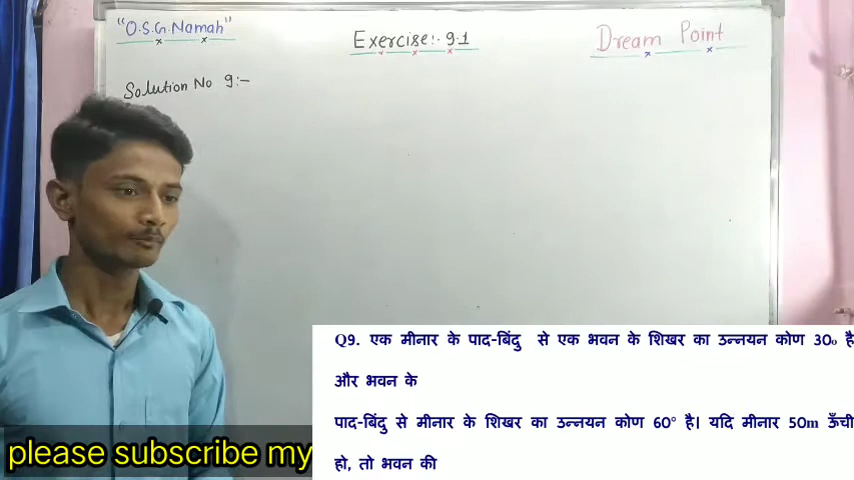 "O.S.G.Namah"
Exercise:- 9.1
Dream Point
Solution No 9:-
Q9. एक मीनार के पाद-बिंदु से एक भवन के शिखर का उन्नयन कोण 30० है
और भवन के
पाद-बिंदु से मीनार के शिखर का उन्नयन कोण 60° है। यदि मीनार 50m ऊँची
हो, तो भवन की
please subscribe my